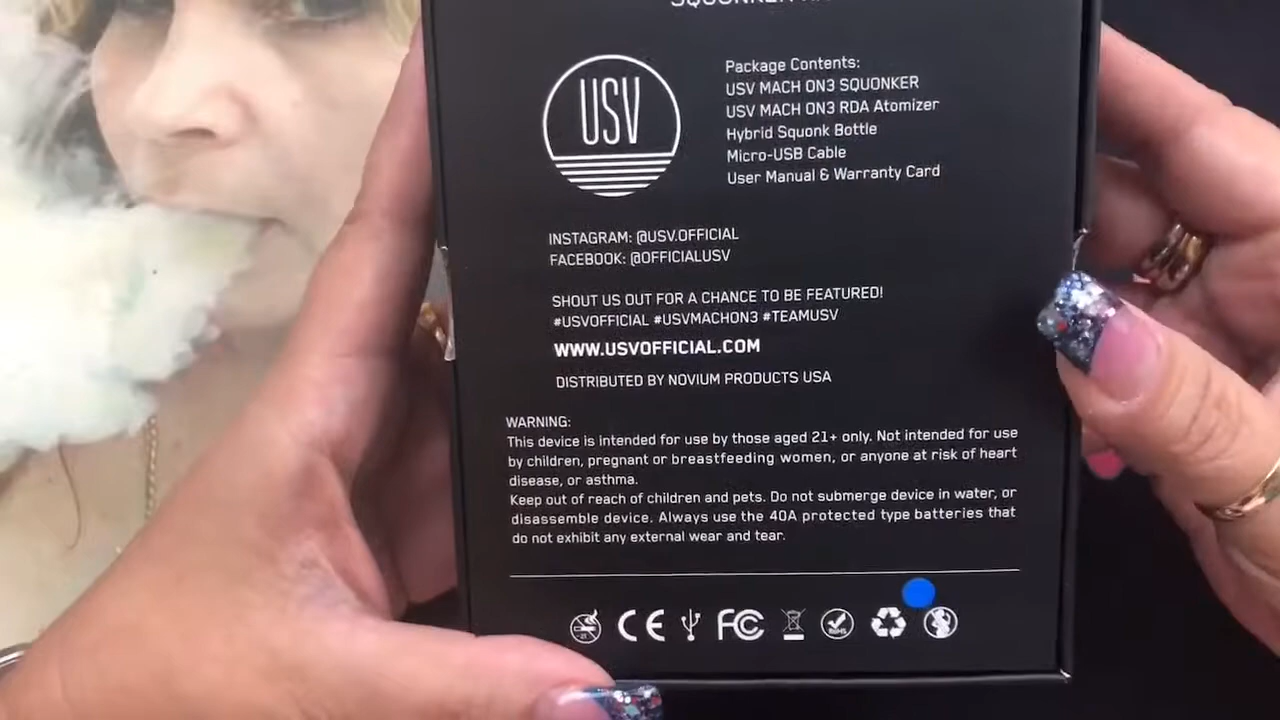 SQUONKER
USV
Package Contents:
USV MACH ON3 SQUONKER
USV MACH ON3 RDA Atomizer
Hybrid Squonk Bottle
Micro-USB Cable
User Manual & Warranty Card
INSTAGRAM: @USV.OFFICIAL
FACEBOOK: @OFFICIALUSV
SHOUT US OUT FOR A CHANCE TO BE FEATURED!
#USVOFFICIAL #USVMACHON3 #TEAMUSV
WWW.USVOFFICIAL.COM
DISTRIBUTED BY NOVIUM PRODUCTS USA
WARNING:
This device is intended for use by those aged 21+ only. Not intended for use
by children, pregnant or breastfeeding women, or anyone at risk of heart
disease, or asthma.
Keep out of reach of children and pets. Do not submerge device in water, or
disassemble device. Always use the 40A protected type batteries that
do not exhibit any external wear and tear.
CE FC RoHS